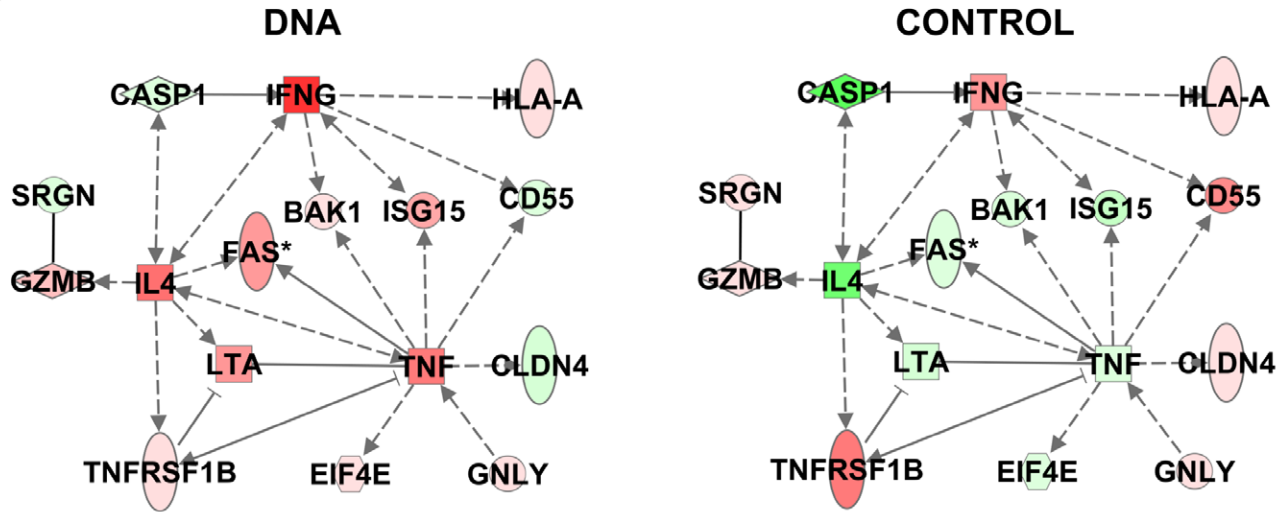 DNA
CASP1
IFNG
HLA-A
SRGN
BAK1
ISG15
CD55
FAS*
GZMB
IL4
LTA
TNF
CLDN4
TNFRSF1B
EIF4E
GNLY
CONTROL
CASP1
IFNG
HLA-A
SRGN
BAK1
ISG15
CD55
FAS*
GZMB
IL4
LTA
TNF
CLDN4
TNFRSF1B
EIF4E
GNLY